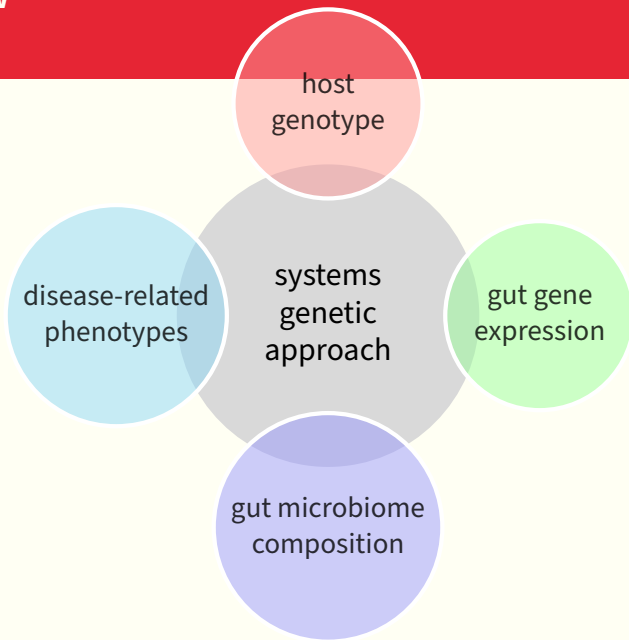 host
genotype
disease-related
phenotypes
systems
genetic
approach
gut gene
expression
gut microbiome
composition